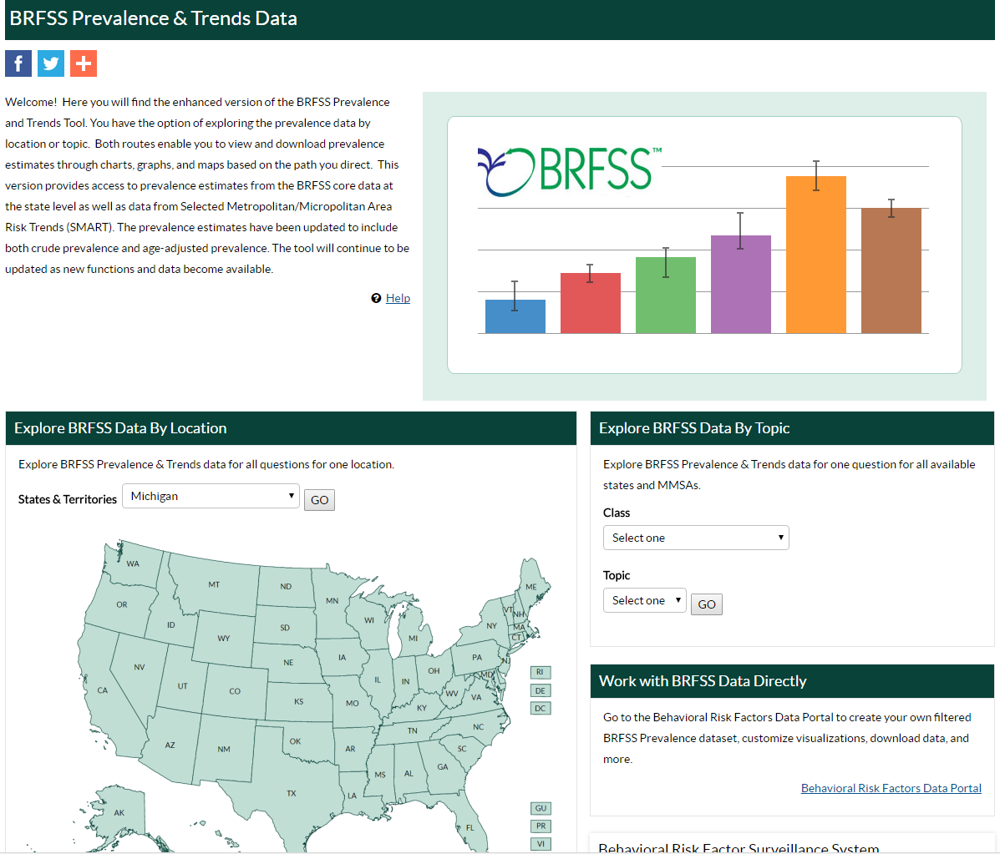 BRFSS Prevalence & Trends Data
Welcome!  Here you will find the enhanced version of the BRFSS Prevalence
and Trends Tool. You have the option of exploring the prevalence data by
location or topic.  Both routes enable you to view and download prevalence
estimates through charts, graphs, and maps based on the path you direct.  This
version provides access to prevalence estimates from the BRFSS core data at
the state level as well as data from Selected Metropolitan/Micropolitan Area
Risk Trends (SMART). The prevalence estimates have been updated to include
both crude prevalence and age-adjusted prevalence. The tool will continue to be
updated as new functions and data become available.
Help
BRFSS™
Explore BRFSS Data By Location
Explore BRFSS Prevalence & Trends data for all questions for one location.
States & Territories Michigan GO
WA
MT
ND
ME
OR
MN
VT
NH
ID
SD
WI
NY
MA
WY
MI
CT
NV
NE
IA
PA
NJ
OH
RI
UT
CO
IL
IN
MD
CA
WV
VA
DE
KS
MO
KY
DC
TN
NC
AZ
NM
OK
AR
SC
MS
AL
GA
TX
LA
AK
FL
GU
PR
VI
Explore BRFSS Data By Topic
Explore BRFSS Prevalence & Trends data for one question for all available
states and MMSAs.
Class
Select one
Topic
Select one GO
Work with BRFSS Data Directly
Go to the Behavioral Risk Factors Data Portal to create your own filtered
BRFSS Prevalence dataset, customize visualizations, download data, and
more.
Behavioral Risk Factors Data Portal
Behavioral Risk Factor Surveillance System